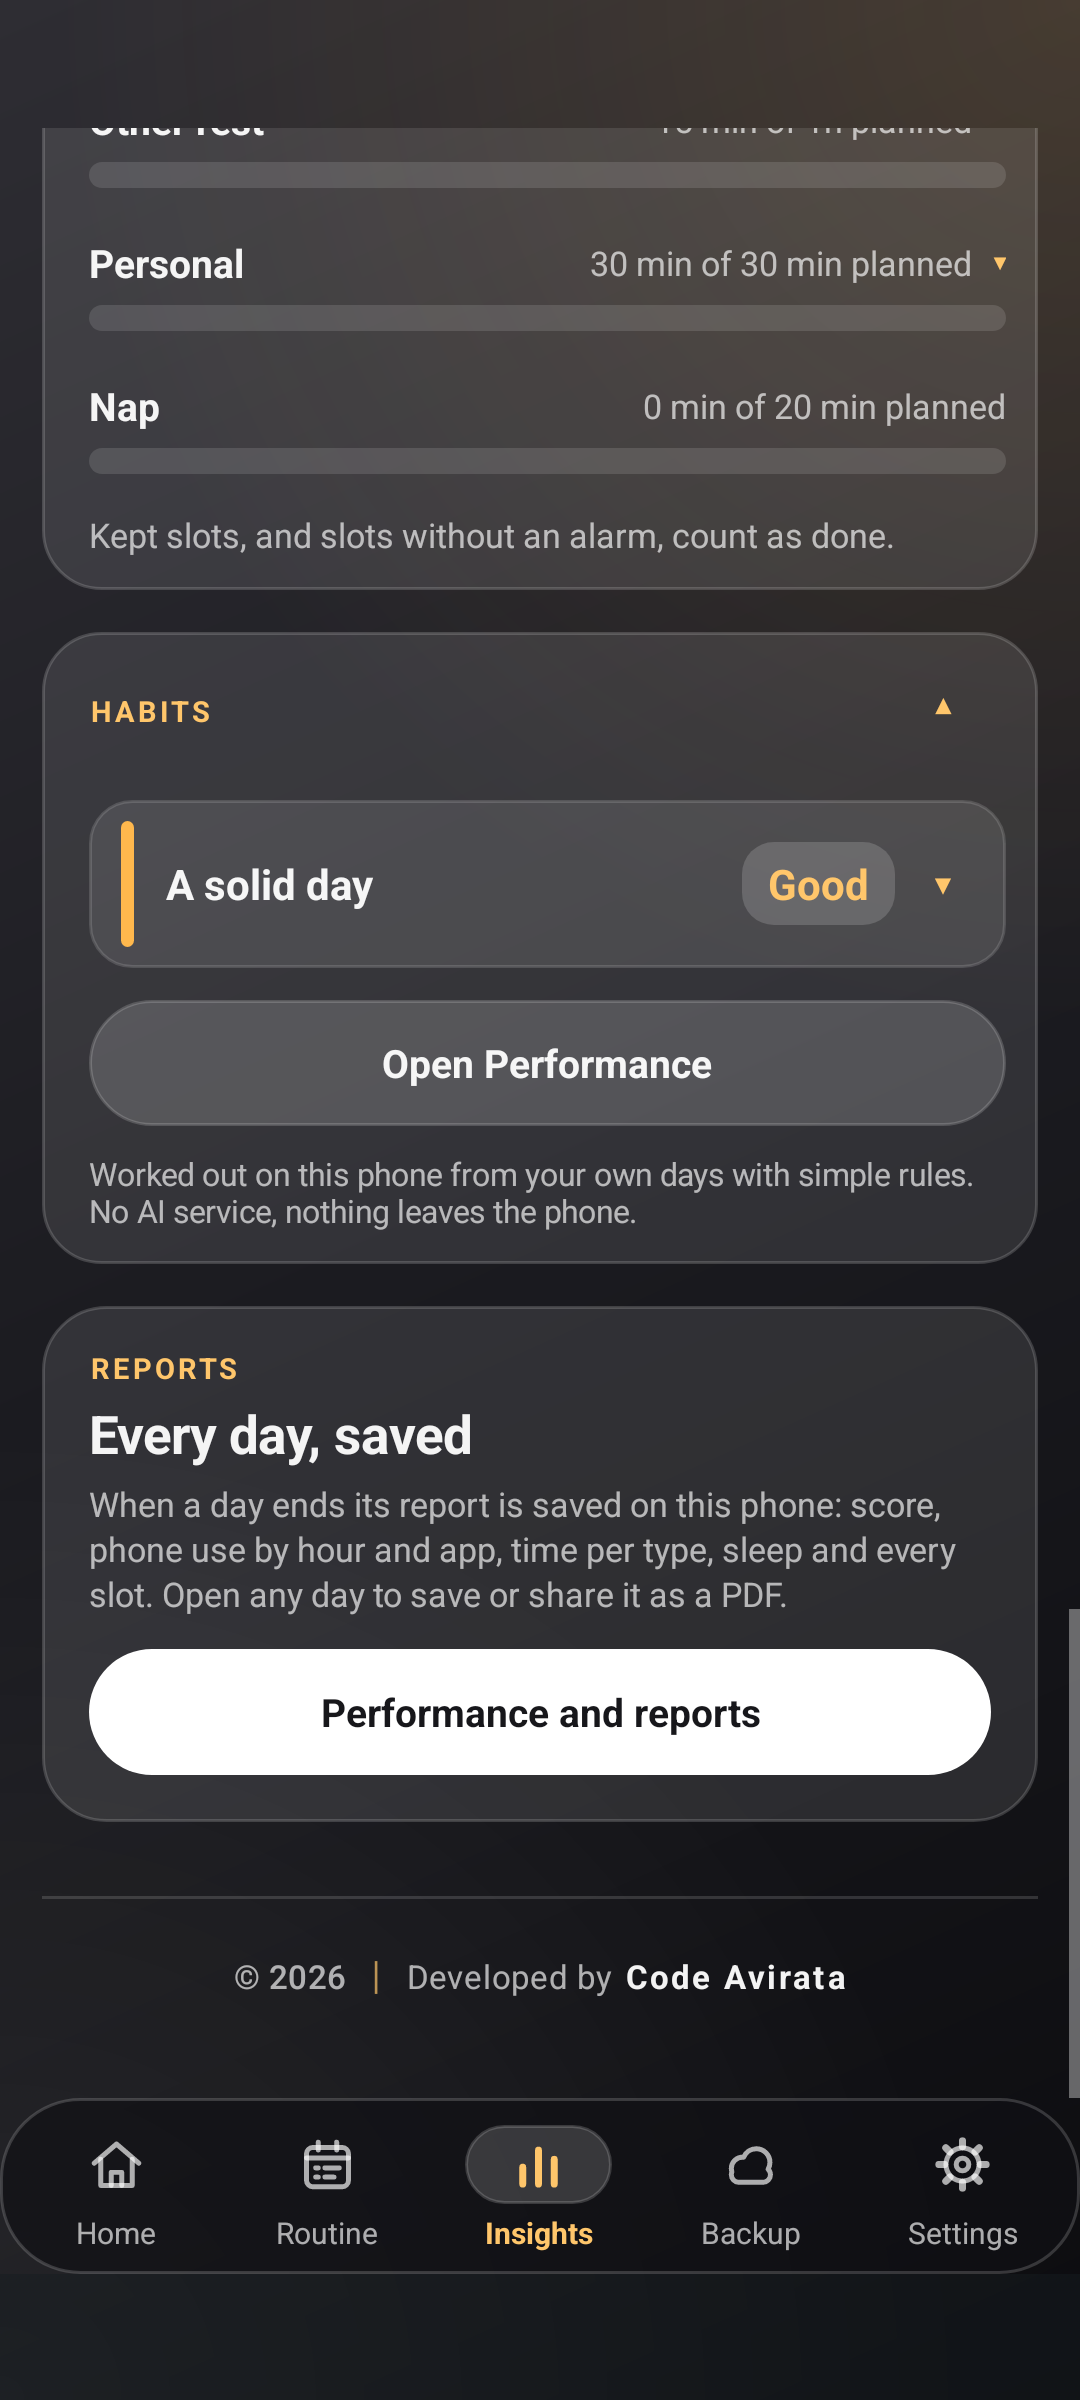 Other rest
Personal
30 min of 30 min planned
Nap
0 min of 20 min planned
Kept slots, and slots without an alarm, count as done.
HABITS
A solid day
Good
Open Performance
Worked out on this phone from your own days with simple rules.
No AI service, nothing leaves the phone.
REPORTS
Every day, saved
When a day ends its report is saved on this phone: score,
phone use by hour and app, time per type, sleep and every
slot. Open any day to save or share it as a PDF.
Performance and reports
© 2026 | Developed by Code Avirata
Home
Routine
Insights
Backup
Settings